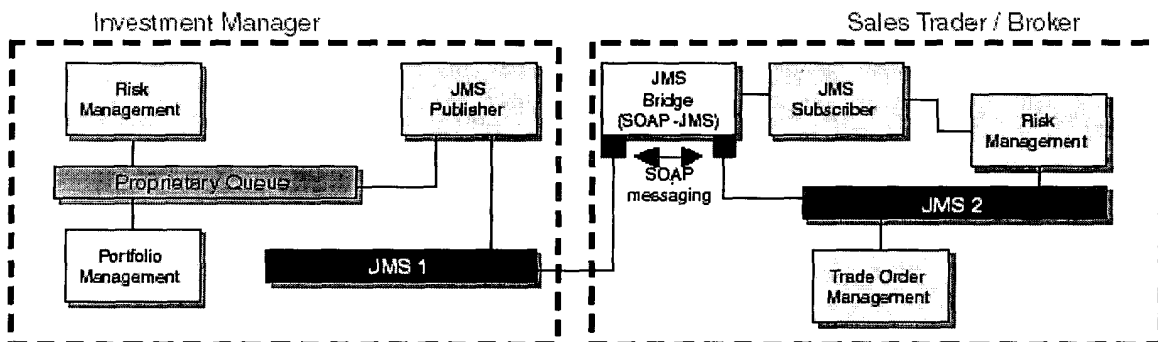 Investment Manager
Sales Trader / Broker
Risk
Management
JMS
Publisher
Proprietary Queue
Portfolio
Management
JMS 1
JMS
Bridge
(SOAP-JMS)
JMS
Subscriber
Risk
Management
SOAP
messaging
JMS 2
Trade Order
Management